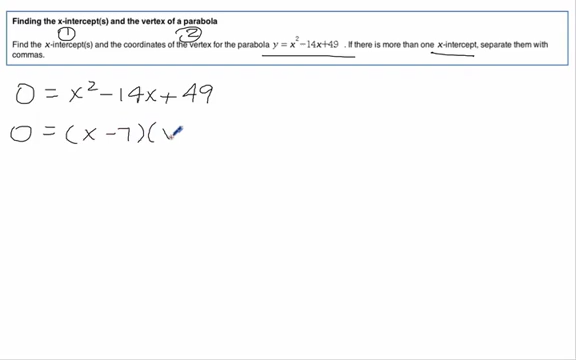 Finding the x-intercept(s) and the vertex of a parabola
① ②
Find the x-intercept(s) and the coordinates of the vertex for the parabola y = x² − 14x + 49 . If there is more than one x-intercept, separate them with
commas.
0 = x² − 14x + 49
0 = (x − 7)(